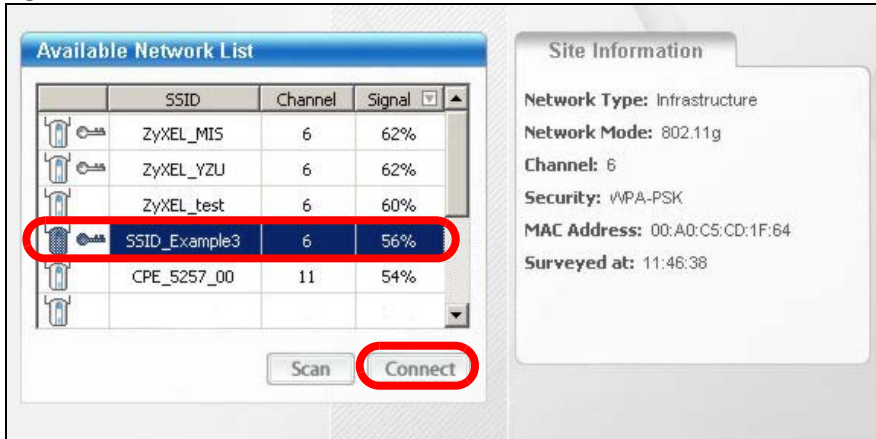 Available Network List
SSID Channel Signal
ZyXEL_MIS 6 62%
ZyXEL_YZU 6 62%
ZyXEL_test 6 60%
SSID_Example3 6 56%
CPE_5257_00 11 54%
Scan Connect
Site Information
Network Type: Infrastructure
Network Mode: 802.11g
Channel: 6
Security: WPA-PSK
MAC Address: 00:A0:C5:CD:1F:64
Surveyed at: 11:46:38